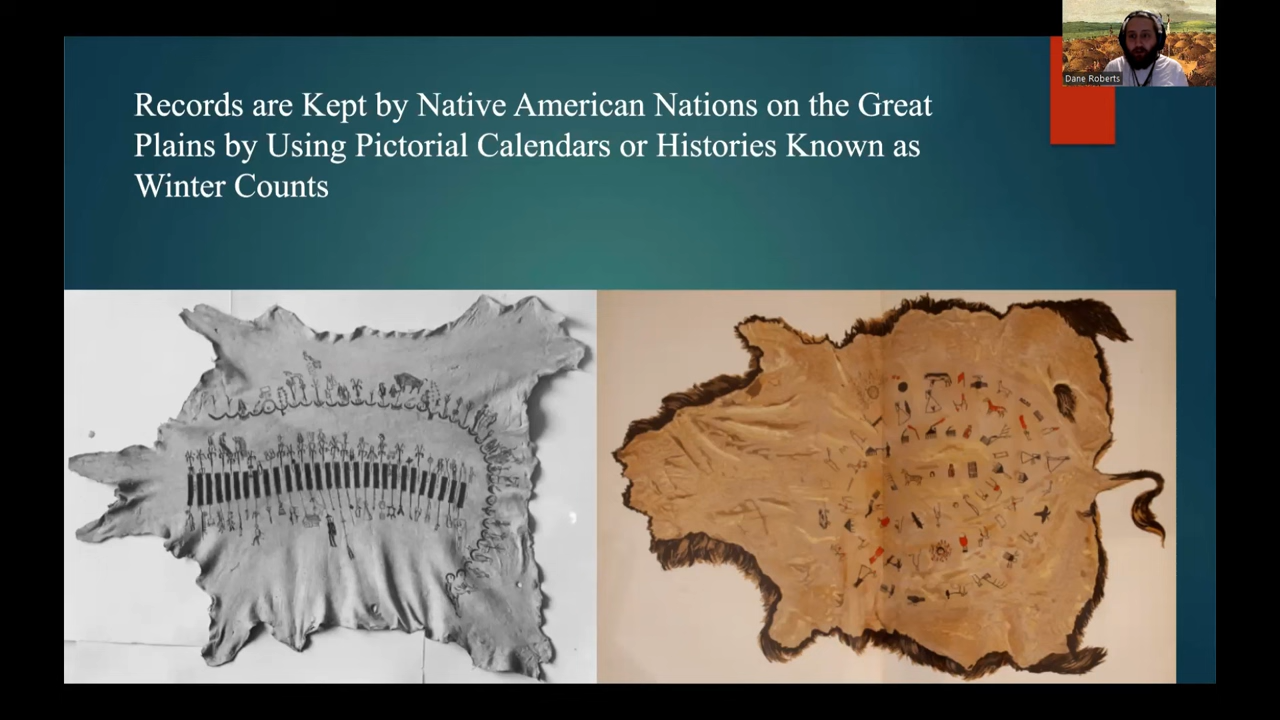 Records are Kept by Native American Nations on the Great
Plains by Using Pictorial Calendars or Histories Known as
Winter Counts
Dane Roberts